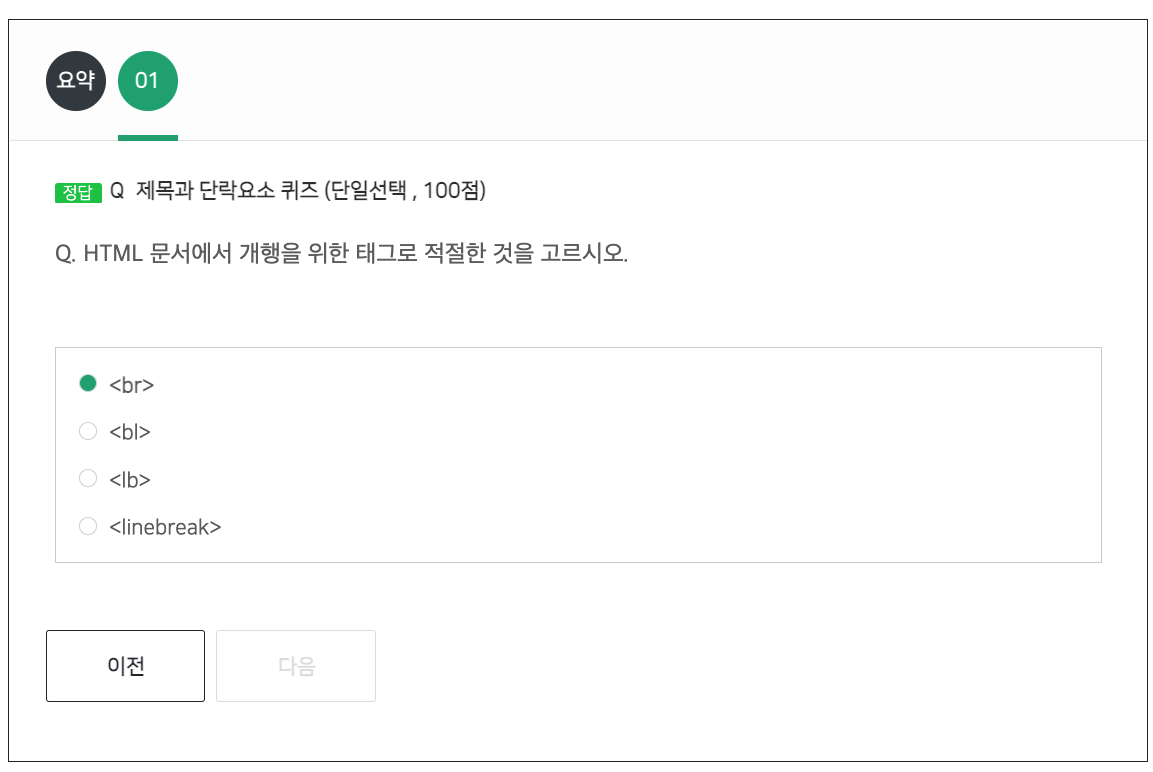 요약 01
정답 Q 제목과 단락요소 퀴즈 (단일선택 , 100점)
Q. HTML 문서에서 개행을 위한 태그로 적절한 것을 고르시오.
<br>
<bl>
<lb>
<linebreak>
이전 다음